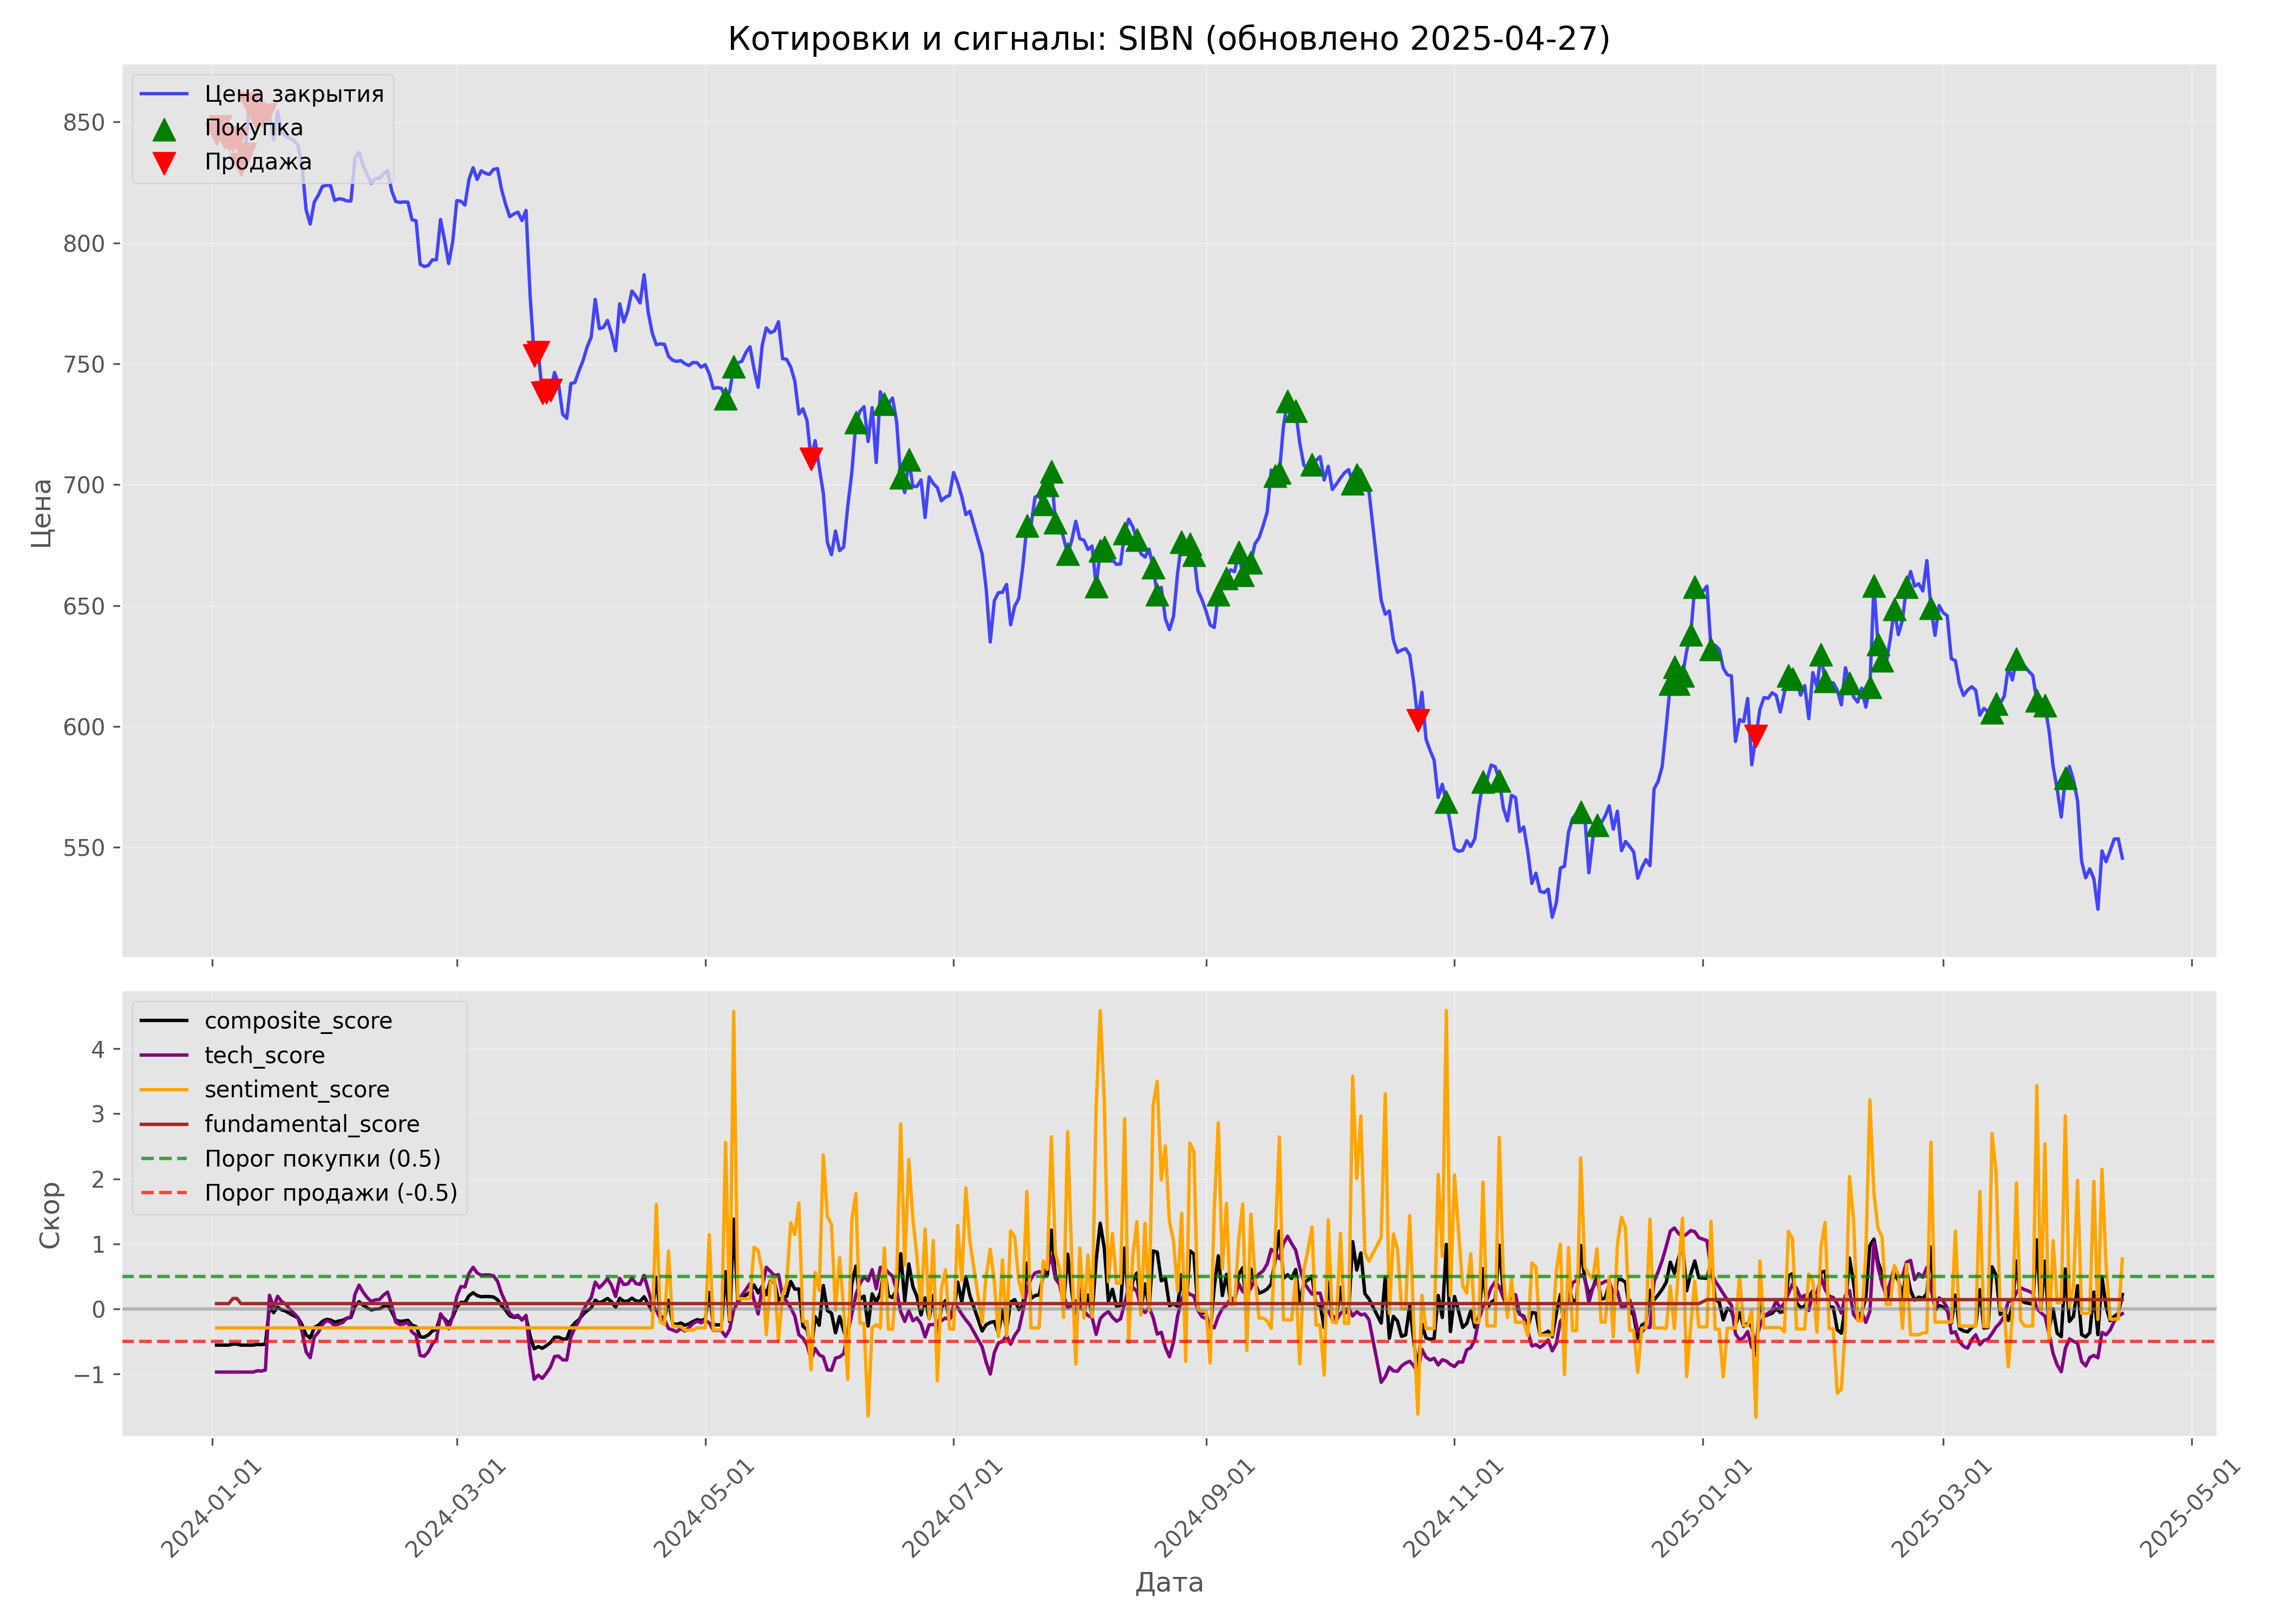 Котировки и сигналы: SIBN (обновлено 2025-04-27)
Цена закрытия
Покупка
Продажа
850
800
750
700
650
600
550
Цена
composite_score
tech_score
sentiment_score
fundamental_score
Порог покупки (0.5)
Порог продажи (-0.5)
4
3
2
1
0
−1
Скор
2024-01-01
2024-03-01
2024-05-01
2024-07-01
2024-09-01
2024-11-01
2025-01-01
2025-03-01
2025-05-01
Дата